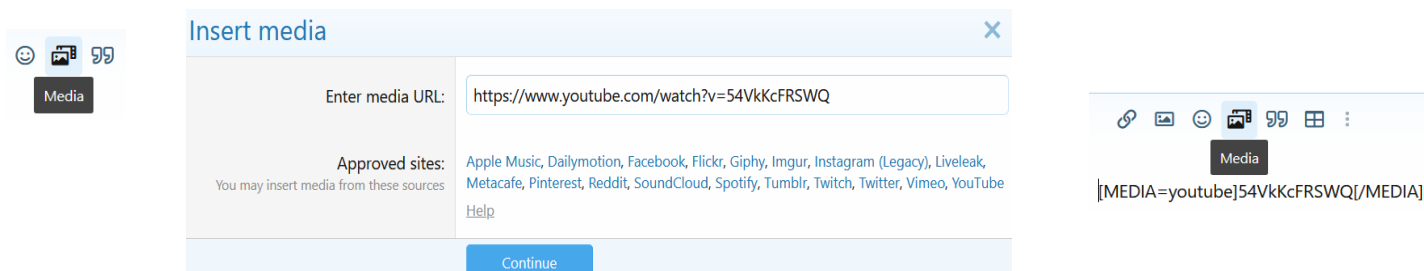 Media
Insert media
Enter media URL:
https://www.youtube.com/watch?v=54VkKcFRSWQ
Approved sites:
You may insert media from these sources
Apple Music, Dailymotion, Facebook, Flickr, Giphy, Imgur, Instagram (Legacy), Liveleak,
Metacafe, Pinterest, Reddit, SoundCloud, Spotify, Tumblr, Twitch, Twitter, Vimeo, YouTube
Help
Continue
Media
[MEDIA=youtube]54VkKcFRSWQ[/MEDIA]